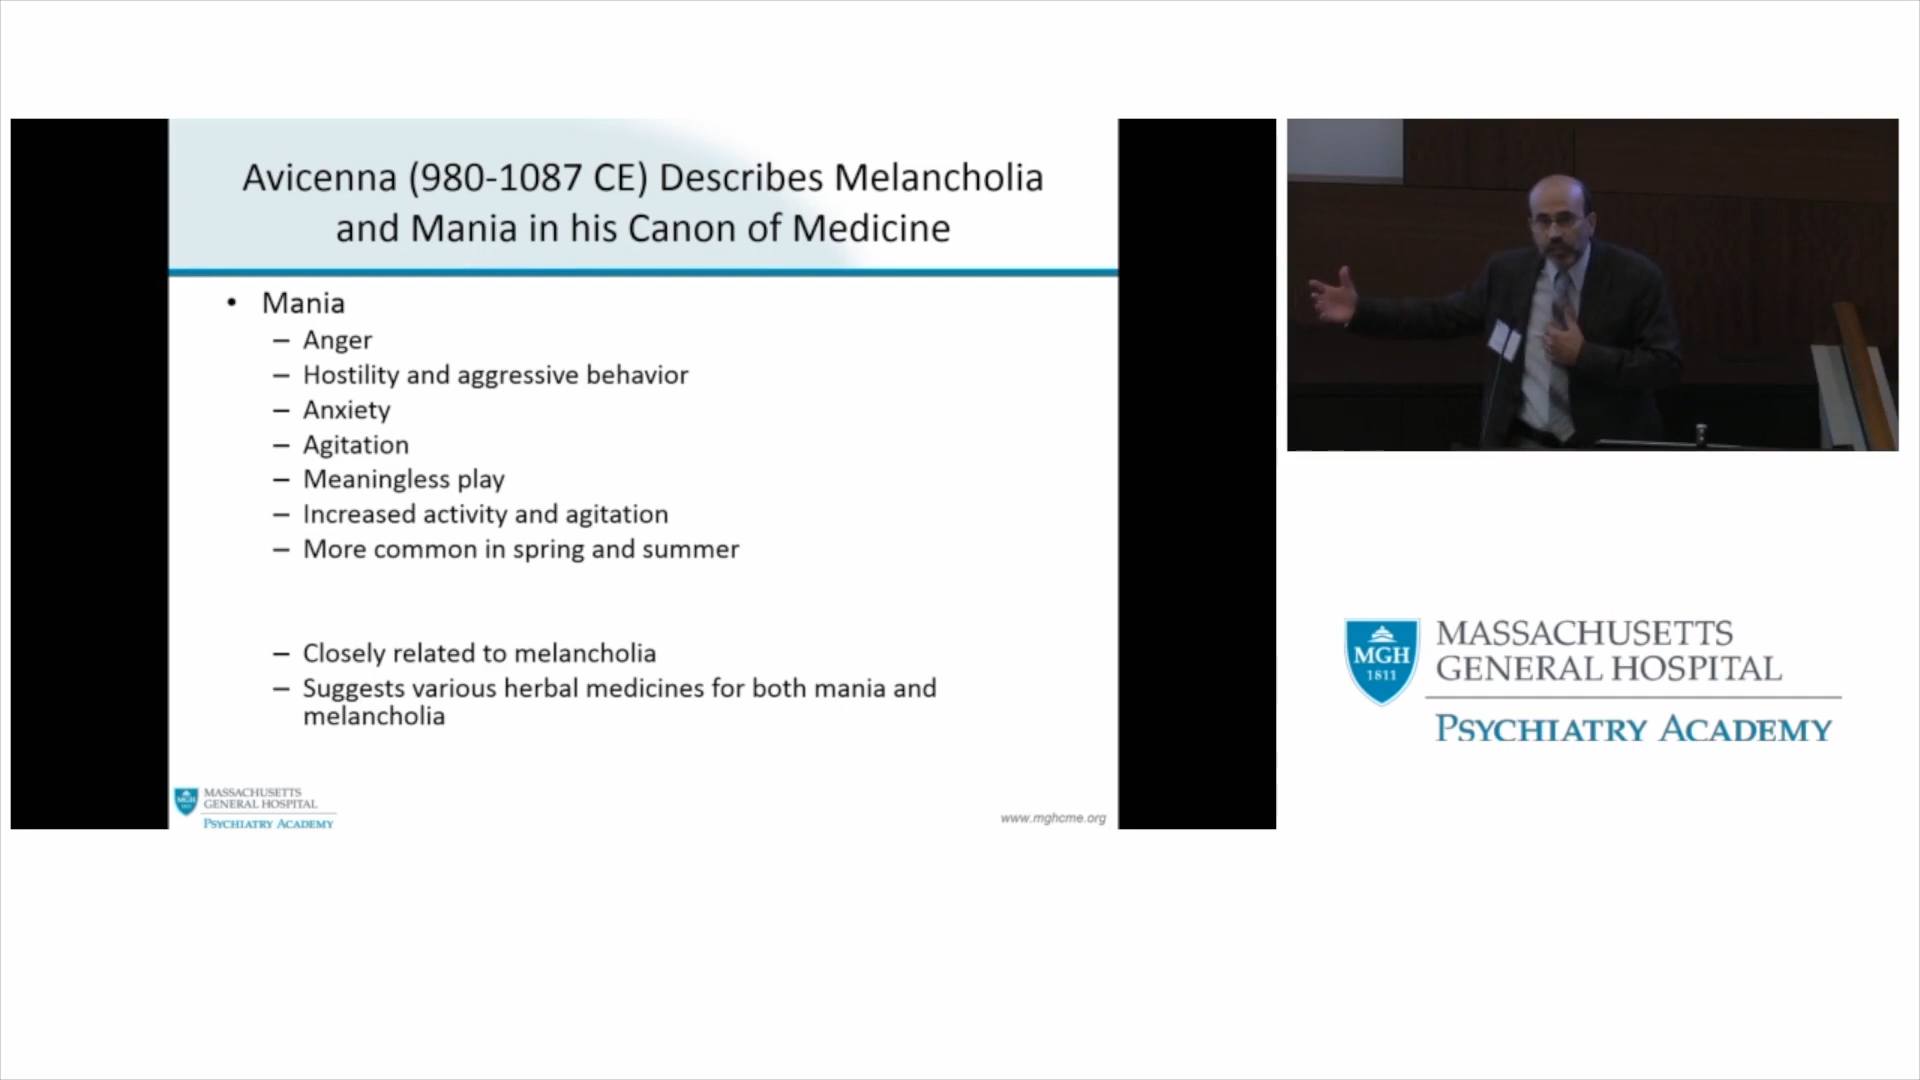 Avicenna (980-1087 CE) Describes Melancholia
and Mania in his Canon of Medicine
• Mania
– Anger
– Hostility and aggressive behavior
– Anxiety
– Agitation
– Meaningless play
– Increased activity and agitation
– More common in spring and summer
– Closely related to melancholia
– Suggests various herbal medicines for both mania and
melancholia
MGH
1811
MASSACHUSETTS
GENERAL HOSPITAL
PSYCHIATRY ACADEMY
www.mghcme.org
MGH
1811
MASSACHUSETTS
GENERAL HOSPITAL
PSYCHIATRY ACADEMY